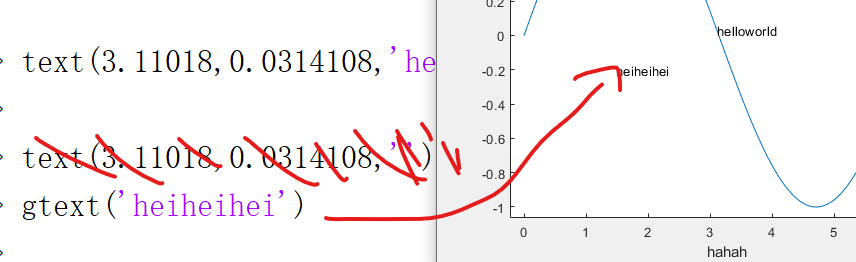 text(3.11018,0.0314108,'he
text(3.11018,0.0314108,'')
gtext('heiheihei')
0.2
0
-0.2
-0.4
-0.6
-0.8
-1
helloworld
heiheihei
0 1 2 3 4 5
hahah